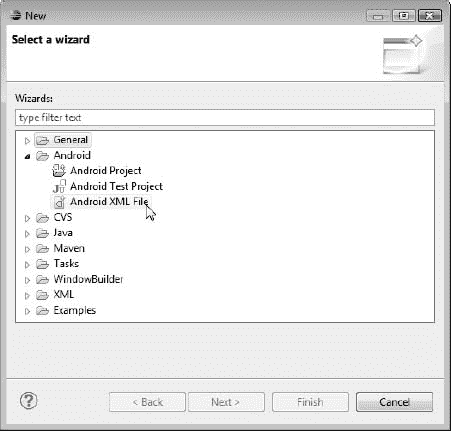 New
Select a wizard
Wizards:
type filter text
General
Android
Android Project
Android Test Project
Android XML File
CVS
Java
Maven
Tasks
WindowBuilder
XML
Examples
?
< Back
Next >
Finish
Cancel